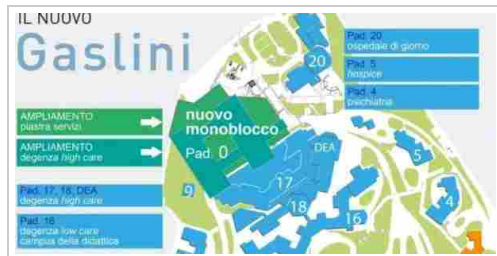 IL NUOVO
Gaslini
AMPLIAMENTO
piastra servizi
AMPLIAMENTO
degenza high care
Pad. 17, 18, DEA
degenza high care
Pad. 16
degenza low care
campus della didattica
nuovo
monoblocco
Pad. 0
Pad. 20
ospedale di giorno
Pad. 5
hospice
Pad. 4
psichiatria
20
DEA
17
18
16
9
5
4